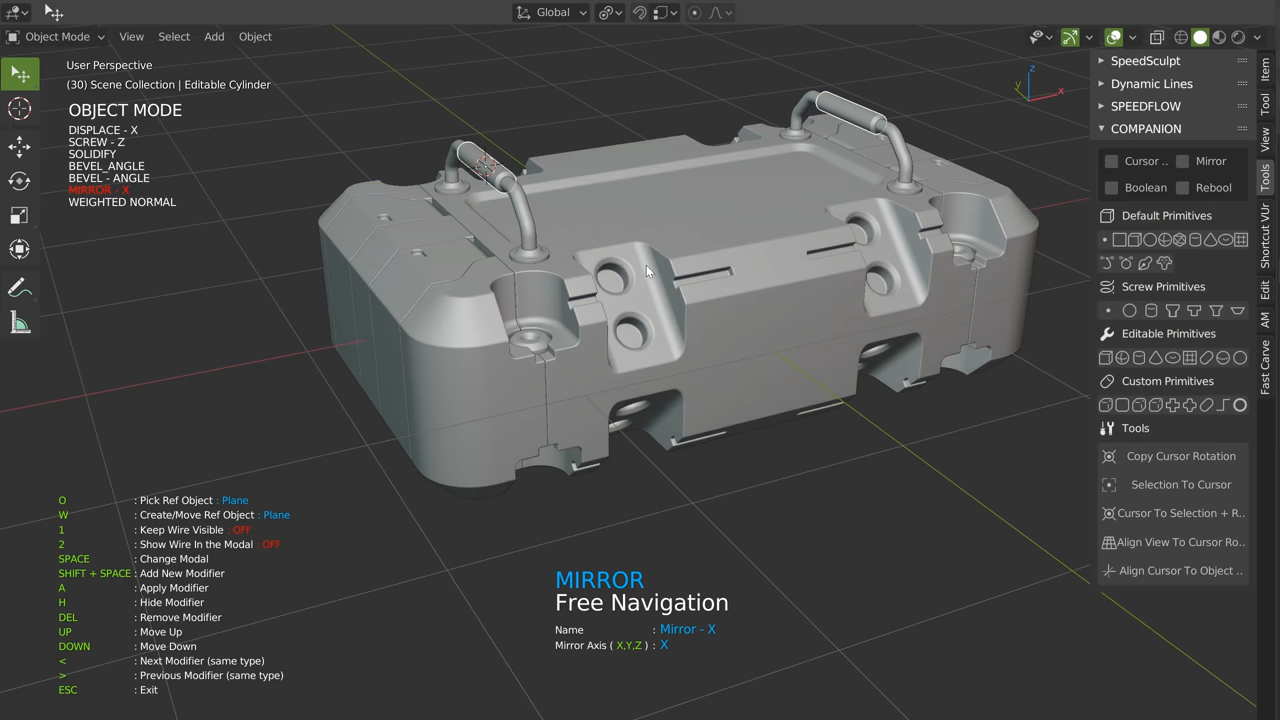 Global
Object Mode
View
Select
Add
Object
User Perspective
(30) Scene Collection | Editable Cylinder
OBJECT MODE
DISPLACE - X
SCREW - Z
SOLIDIFY
BEVEL_ANGLE
BEVEL - ANGLE
MIRROR - X
WEIGHTED NORMAL
z
y
x
O : Pick Ref Object : Plane
W : Create/Move Ref Object : Plane
1 : Keep Wire Visible : OFF
2 : Show Wire In the Modal : OFF
SPACE : Change Modal
SHIFT + SPACE : Add New Modifier
A : Apply Modifier
H : Hide Modifier
DEL : Remove Modifier
UP : Move Up
DOWN : Move Down
< : Next Modifier (same type)
> : Previous Modifier (same type)
ESC : Exit
MIRROR
Free Navigation
Name : Mirror - X
Mirror Axis ( X,Y,Z ) : X
SpeedSculpt
Dynamic Lines
SPEEDFLOW
COMPANION
Cursor ..
Mirror
Boolean
Rebool
Default Primitives
Screw Primitives
Editable Primitives
Custom Primitives
Tools
Copy Cursor Rotation
Selection To Cursor
Cursor To Selection + R..
Align View To Cursor Ro..
Align Cursor To Object ..
Item
Tool
View
Tools
Shortcut VUr
Edit
AM
Fast Carve